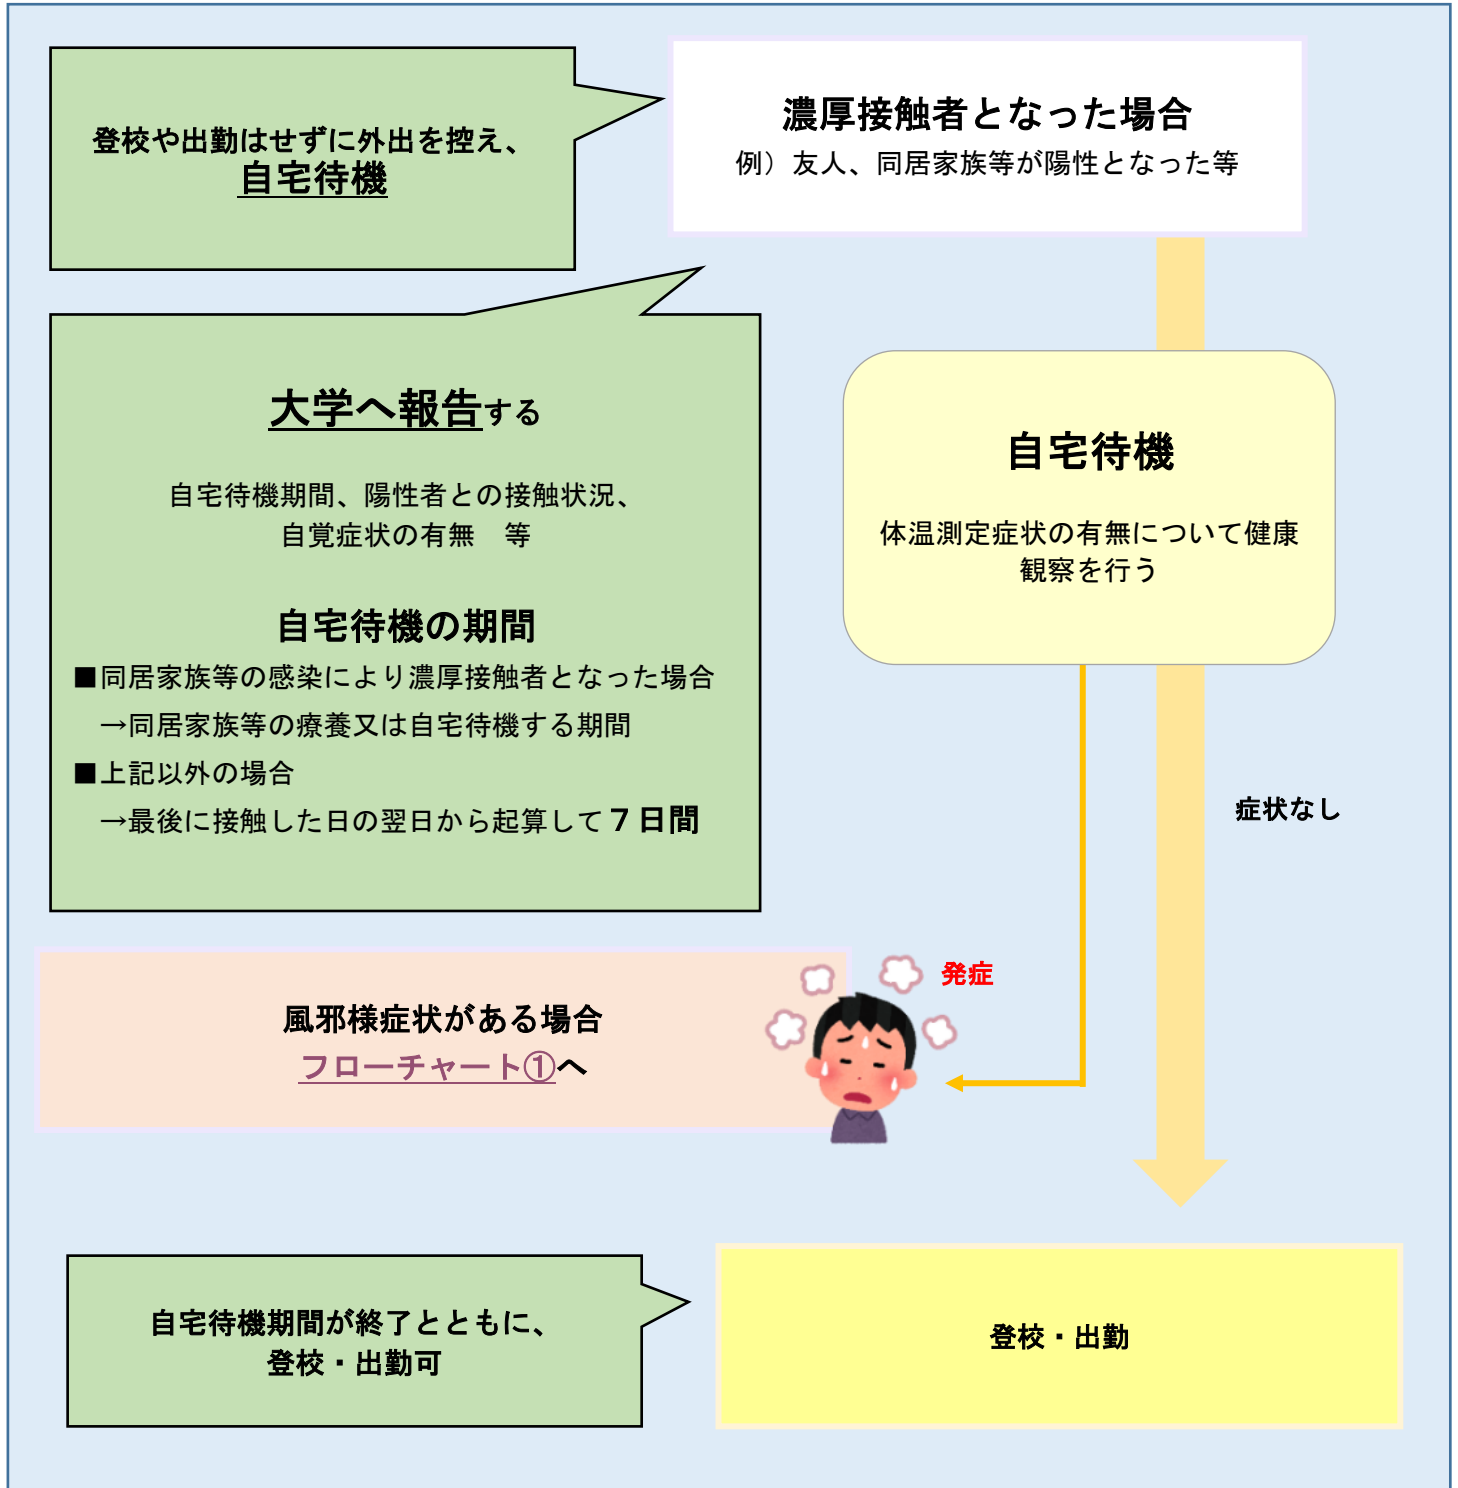 登校や出勤はせずに外出を控え、
自宅待機
濃厚接触者となった場合
例）友人、同居家族等が陽性となった等
大学へ報告する
自宅待機期間、陽性者との接触状況、
自覚症状の有無　等
自宅待機の期間
■同居家族等の感染により濃厚接触者となった場合
→同居家族等の療養又は自宅待機する期間
■上記以外の場合
→最後に接触した日の翌日から起算して７日間
自宅待機
体温測定症状の有無について健康
観察を行う
症状なし
発症
風邪様症状がある場合
フローチャート①へ
自宅待機期間が終了とともに、
登校・出勤可
登校・出勤